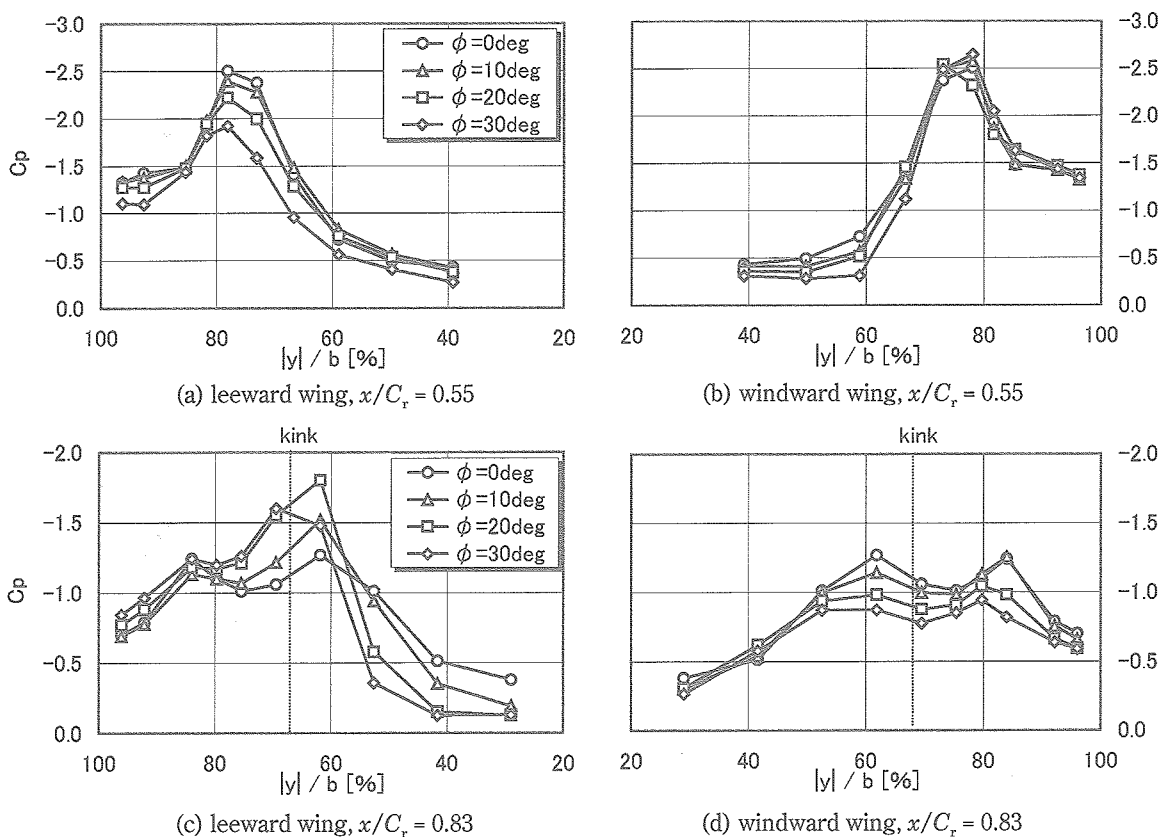 -3.0
-2.5
-2.0
-1.5
-1.0
-0.5
0.0
Cp
ϕ=0deg
ϕ=10deg
ϕ=20deg
ϕ=30deg
100 80 60 40 20
|y| / b [%]
(a) leeward wing, x/Cr = 0.55
-3.0
-2.5
-2.0
-1.5
-1.0
-0.5
0.0
20 40 60 80 100
|y| / b [%]
(b) windward wing, x/Cr = 0.55
kink
-2.0
-1.5
-1.0
-0.5
0.0
Cp
ϕ=0deg
ϕ=10deg
ϕ=20deg
ϕ=30deg
100 80 60 40 20
|y| / b [%]
(c) leeward wing, x/Cr = 0.83
kink
-2.0
-1.5
-1.0
-0.5
0.0
20 40 60 80 100
|y| / b [%]
(d) windward wing, x/Cr = 0.83